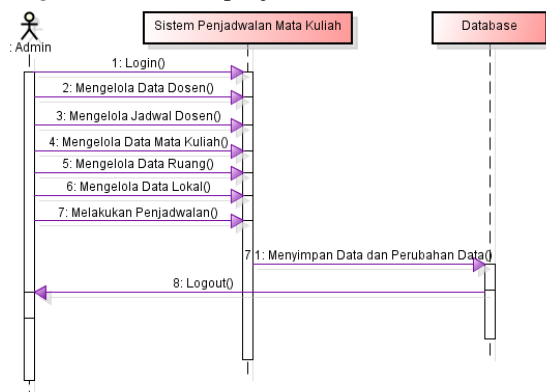 Sistem Penjadwalan Mata Kuliah
Database
: Admin
1: Login()
2: Mengelola Data Dosen()
3: Mengelola Jadwal Dosen()
4: Mengelola Data Mata Kuliah()
5: Mengelola Data Ruang()
6: Mengelola Data Lokal()
7: Melakukan Penjadwalan()
7.1: Menyimpan Data dan Perubahan Data()
8: Logout()